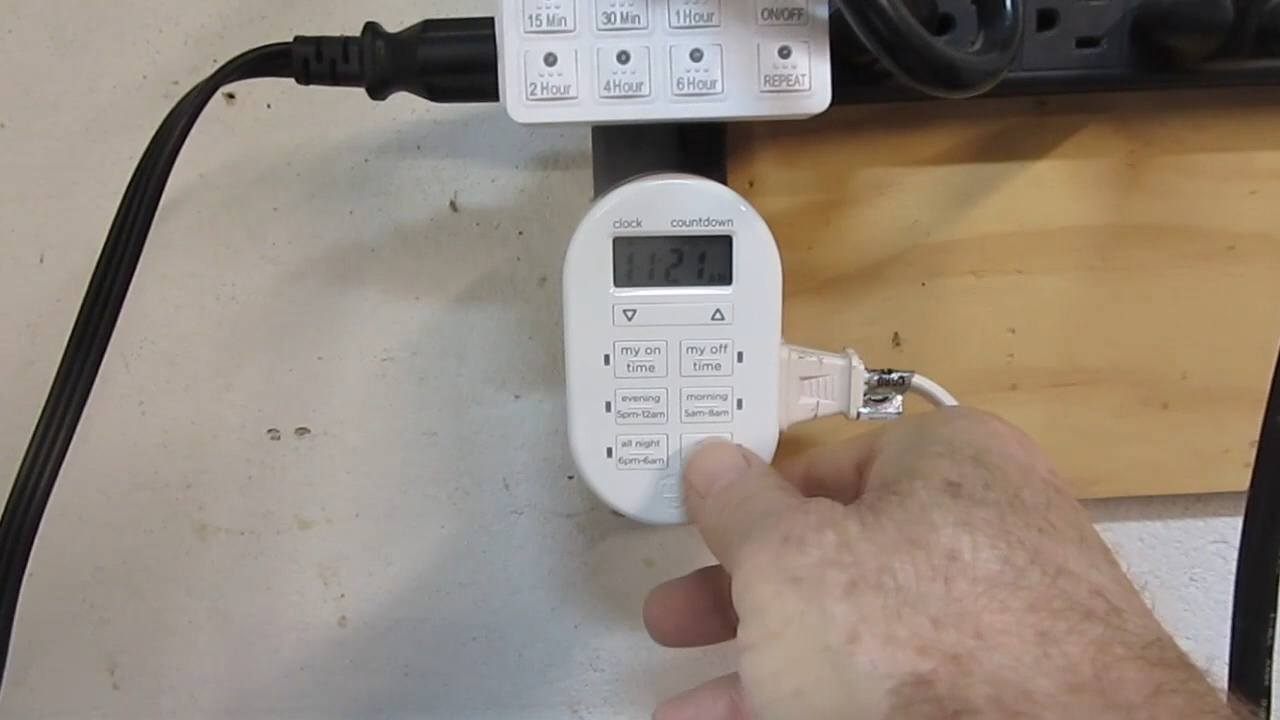 15 Min 30 Min 1 Hour ON/OFF
2 Hour 4 Hour 6 Hour REPEAT
clock countdown
11:21 AM
my on time
my off time
evening
5pm-12am
morning
5am-8am
all night
6pm-6am